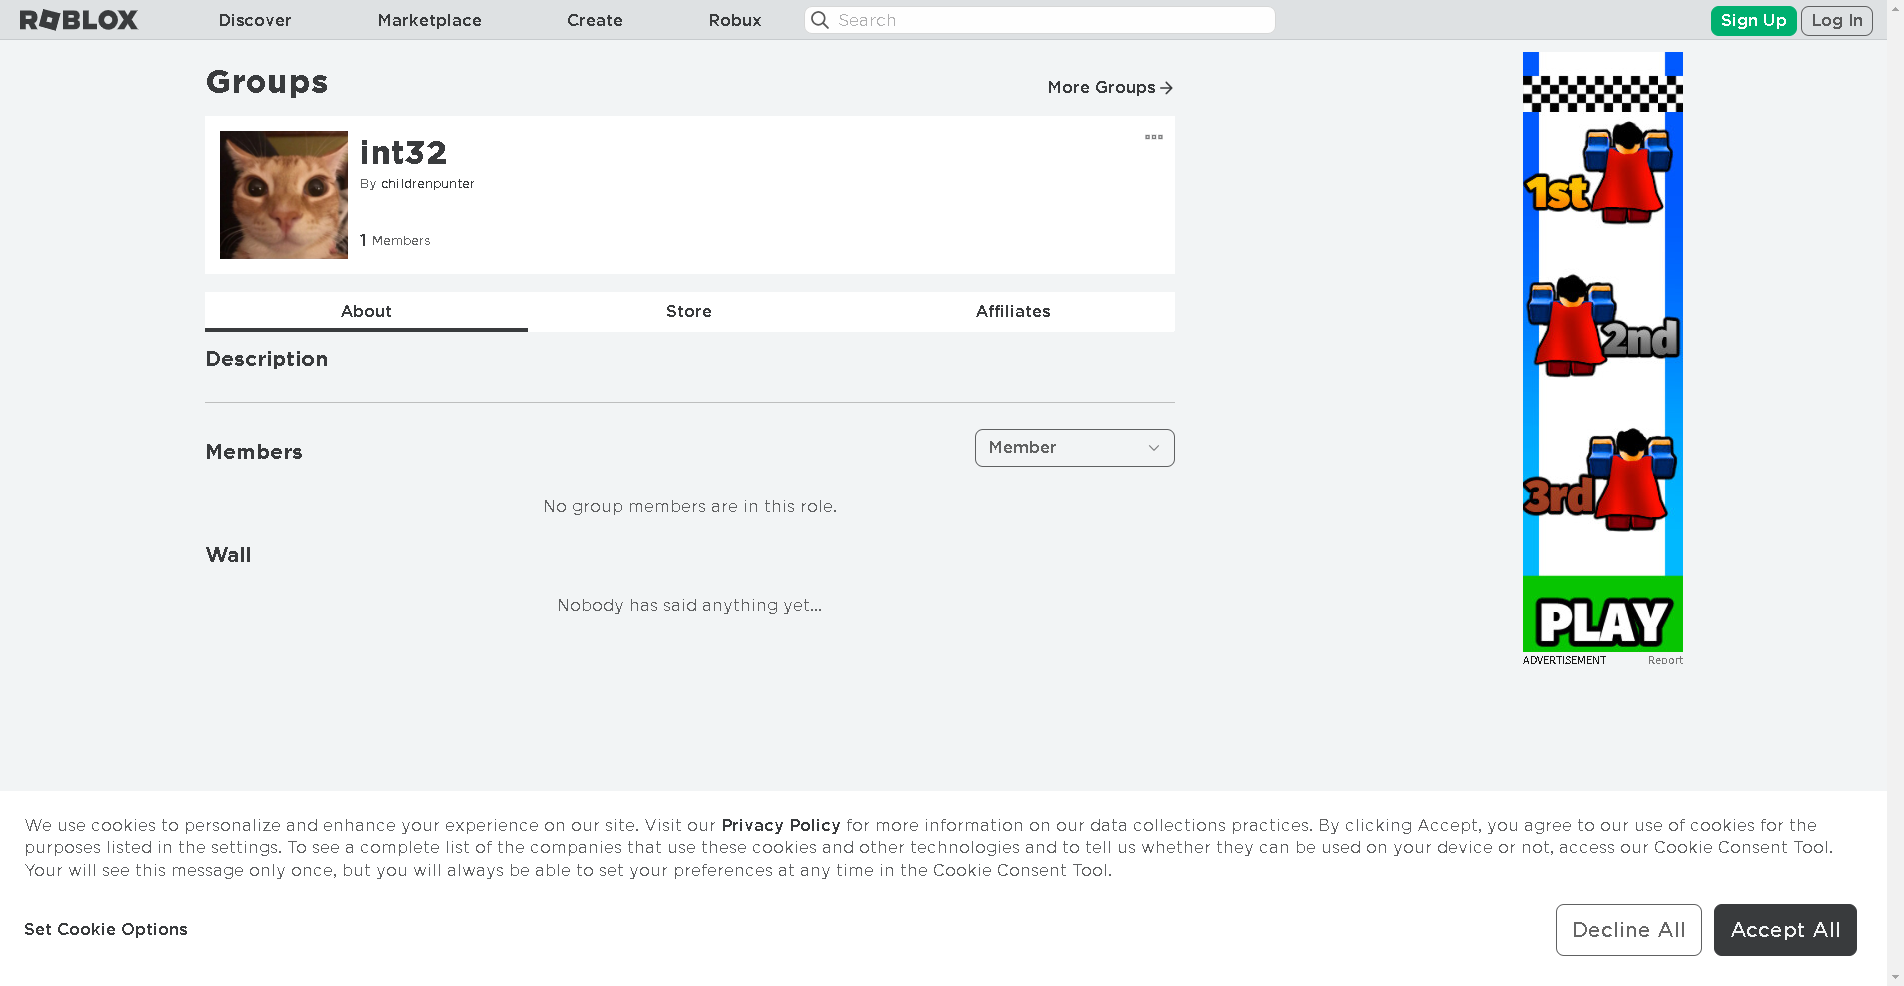 ROBLOX Discover Marketplace Create Robux Search Sign Up Log In
Groups
More Groups
int32
By childrenpunter
1 Members
About Store Affiliates
Description
Members
Member
No group members are in this role.
Wall
Nobody has said anything yet...
1st
2nd
3rd
PLAY
ADVERTISEMENT Report
We use cookies to personalize and enhance your experience on our site. Visit our Privacy Policy for more information on our data collections practices. By clicking Accept, you agree to our use of cookies for the
purposes listed in the settings. To see a complete list of the companies that use these cookies and other technologies and to tell us whether they can be used on your device or not, access our Cookie Consent Tool.
Your will see this message only once, but you will always be able to set your preferences at any time in the Cookie Consent Tool.
Set Cookie Options
Decline All Accept All